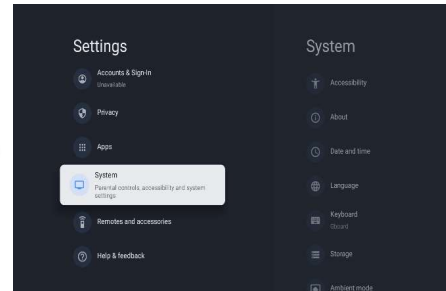 Settings
Accounts & Sign-In
Unavailable
Privacy
Apps
System
Parental controls, accessibility and system
settings
Remotes and accessories
Help & feedback
System
Accessibility
About
Date and time
Language
Keyboard
Gboard
Storage
Ambient mode